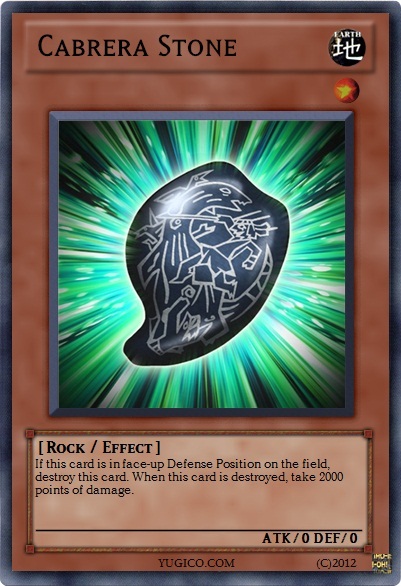 Cabrera Stone
EARTH
地
[ Rock / Effect ]
If this card is in face-up Defense Position on the field,
destroy this card. When this card is destroyed, take 2000
points of damage.
ATK/ 0 DEF/ 0
YUGICO.COM
(C)2012